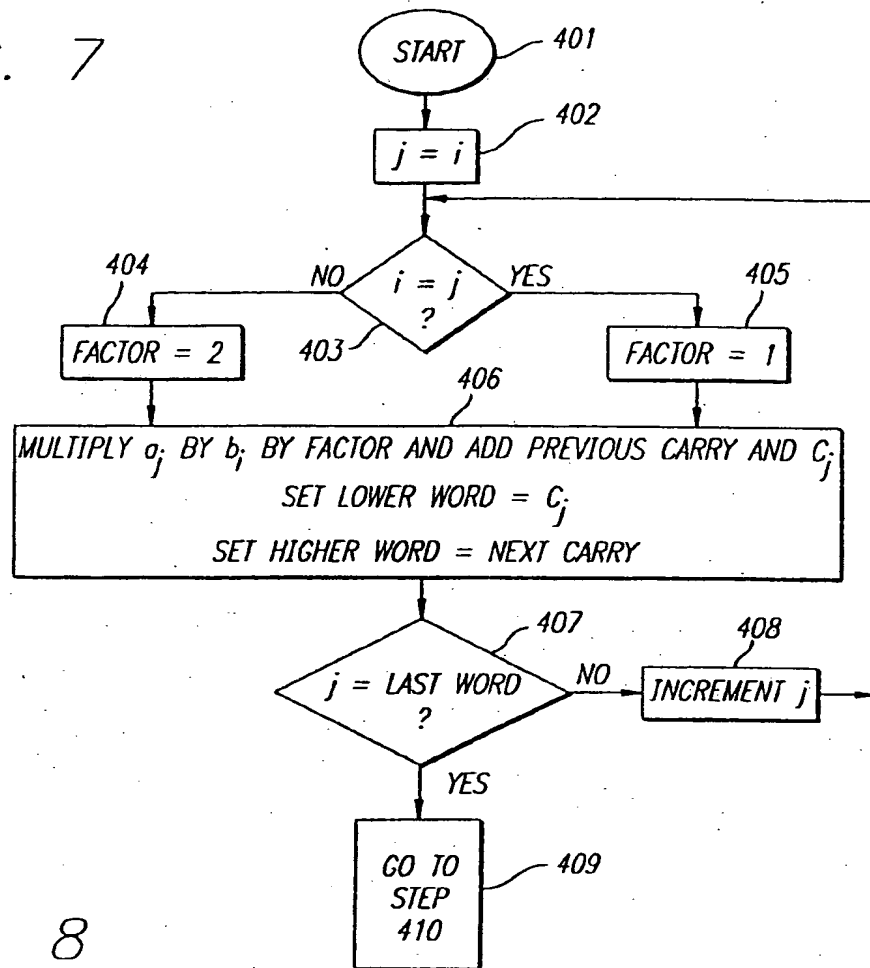 . 7
START
401
402
j = i
404
NO
i = j
?
YES
405
403
FACTOR = 2
FACTOR = 1
406
MULTIPLY aj BY bi BY FACTOR AND ADD PREVIOUS CARRY AND Cj
SET LOWER WORD = Cj
SET HIGHER WORD = NEXT CARRY
407
j = LAST WORD
?
NO
408
INCREMENT j
YES
GO TO
STEP
410
409
8